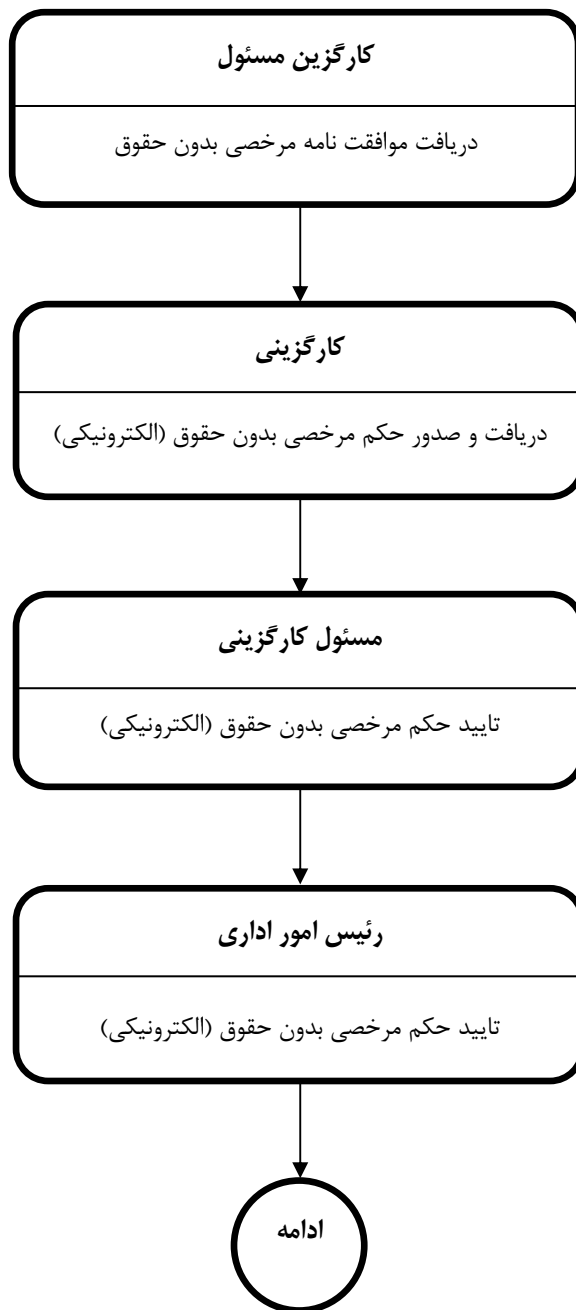 کارگزین مسئول
دریافت موافقت نامه مرخصی بدون حقوق
کارگزینی
دریافت و صدور حکم مرخصی بدون حقوق (الکترونیکی)
مسئول کارگزینی
تایید حکم مرخصی بدون حقوق (الکترونیکی)
رئیس امور اداری
تایید حکم مرخصی بدون حقوق (الکترونیکی)
ادامه